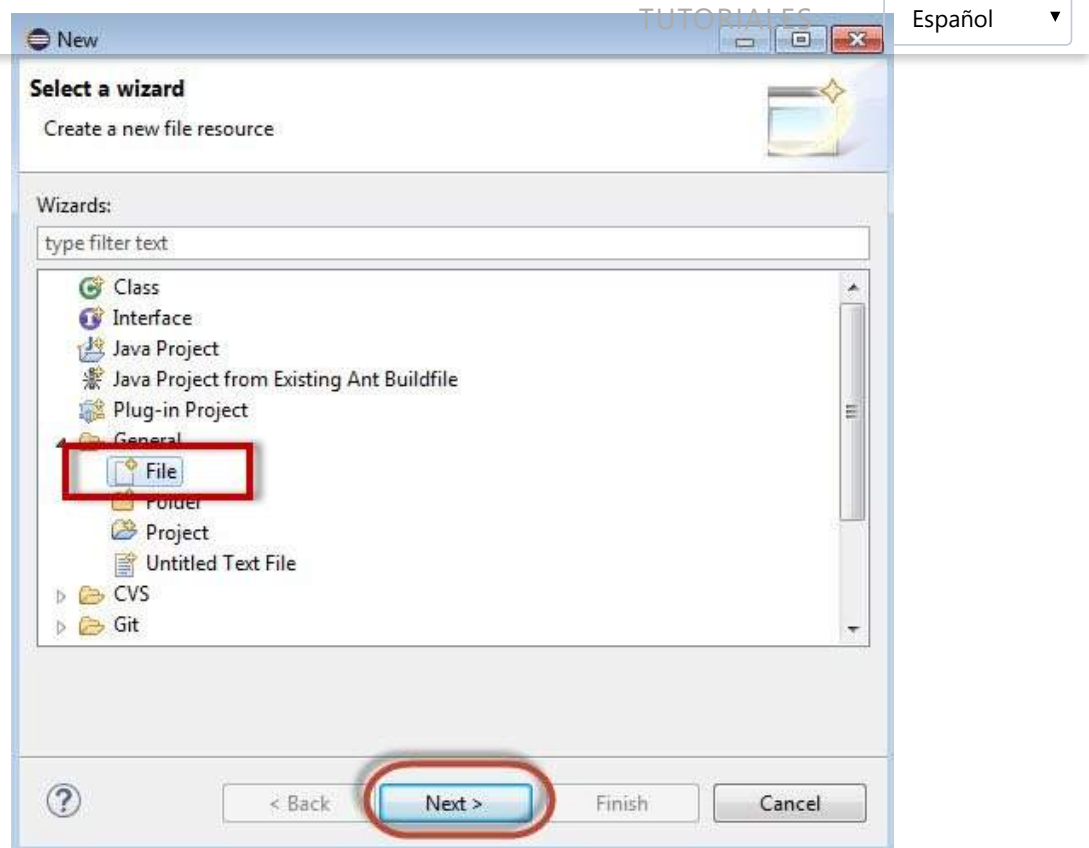 TUTORIALES
Español
New
Select a wizard
Create a new file resource
Wizards:
type filter text
Class
Interface
Java Project
Java Project from Existing Ant Buildfile
Plug-in Project
General
File
Folder
Project
Untitled Text File
CVS
Git
< Back
Next >
Finish
Cancel